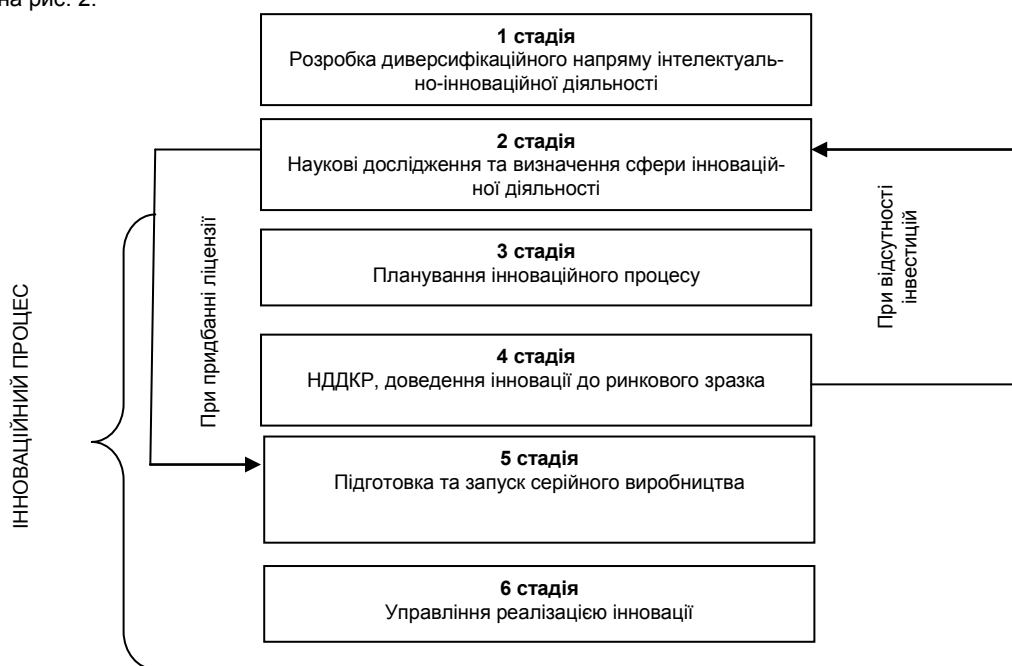 на рис. 2.
1 стадія
Розробка диверсифікаційного напряму інтелектуаль-
но-інноваційної діяльності
2 стадія
Наукові дослідження та визначення сфери інновацій-
ної діяльності
3 стадія
Планування інноваційного процесу
4 стадія
НДДКР, доведення інновації до ринкового зразка
5 стадія
Підготовка та запуск серійного виробництва
6 стадія
Управління реалізацією інновації
ІННОВАЦІЙНИЙ ПРОЦЕС
При придбанні ліцензії
При відсутності
інвестицій